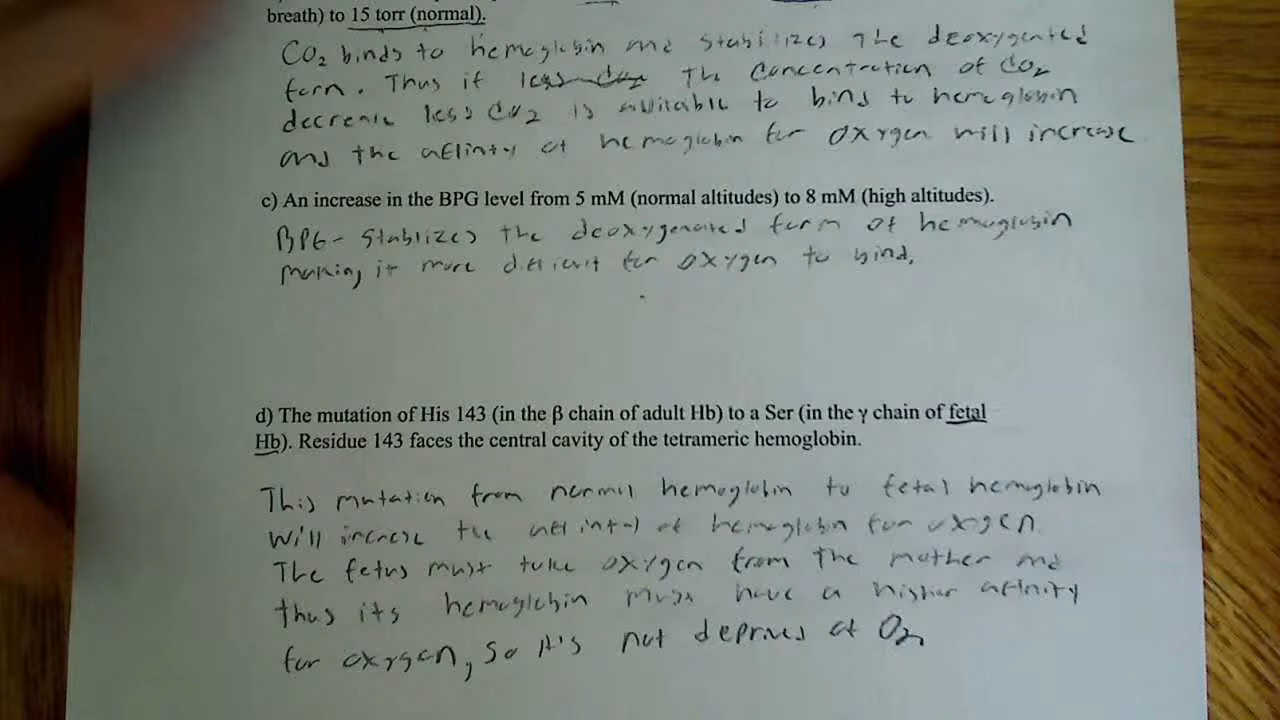 breath) to 15 torr (normal).
CO2 binds to hemoglobin and stabilizes the deoxygenated
form. Thus if less the concentration of CO2
decrease less CO2 is available to bind to hemoglobin
and the affinity of hemoglobin for oxygen will increase
c) An increase in the BPG level from 5 mM (normal altitudes) to 8 mM (high altitudes).
BPG- Stablizes the deoxygenated form of hemoglobin
making it more difficult for oxygen to bind,
d) The mutation of His 143 (in the β chain of adult Hb) to a Ser (in the γ chain of fetal
Hb). Residue 143 faces the central cavity of the tetrameric hemoglobin.
This mutation from normal hemoglobin to fetal hemoglobin
will increase the affinity of hemoglobin for oxygen.
The fetus must take oxygen from the mother and
thus its hemoglobin must have a higher affinity
for oxygen, so it's not deprived of O2